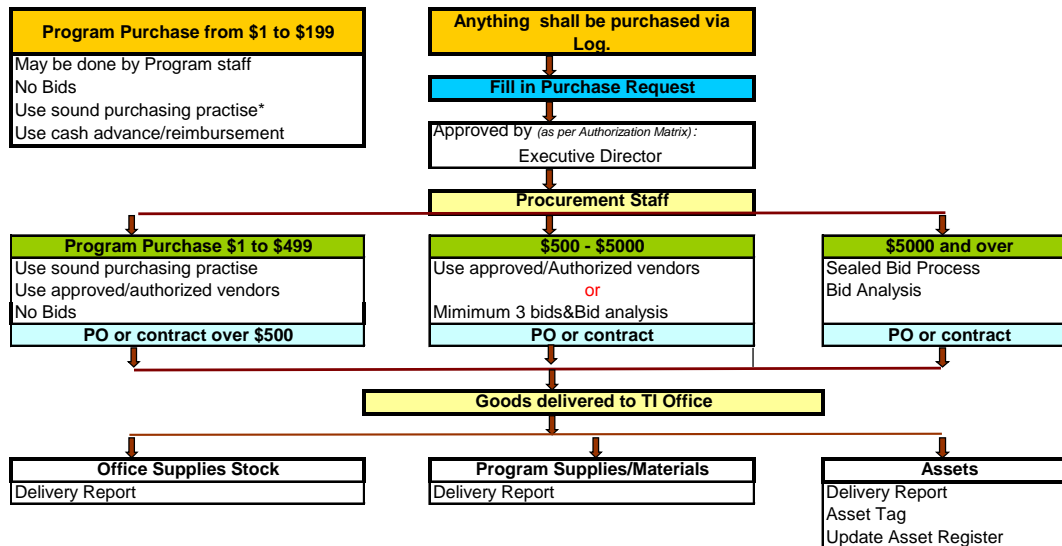 Program Purchase from $1 to $199
May be done by Program staff
No Bids
Use sound purchasing practise*
Use cash advance/reimbursement
Anything shall be purchased via
Log.
Fill in Purchase Request
Approved by (as per Authorization Matrix) :
Executive Director
Procurement Staff
Program Purchase $1 to $499
Use sound purchasing practise
Use approved/authorized vendors
No Bids
PO or contract over $500
$500 - $5000
Use approved/Authorized vendors
or
Mimimum 3 bids&Bid analysis
PO or contract
$5000 and over
Sealed Bid Process
Bid Analysis
PO or contract
Goods delivered to TI Office
Office Supplies Stock
Delivery Report
Program Supplies/Materials
Delivery Report
Assets
Delivery Report
Asset Tag
Update Asset Register